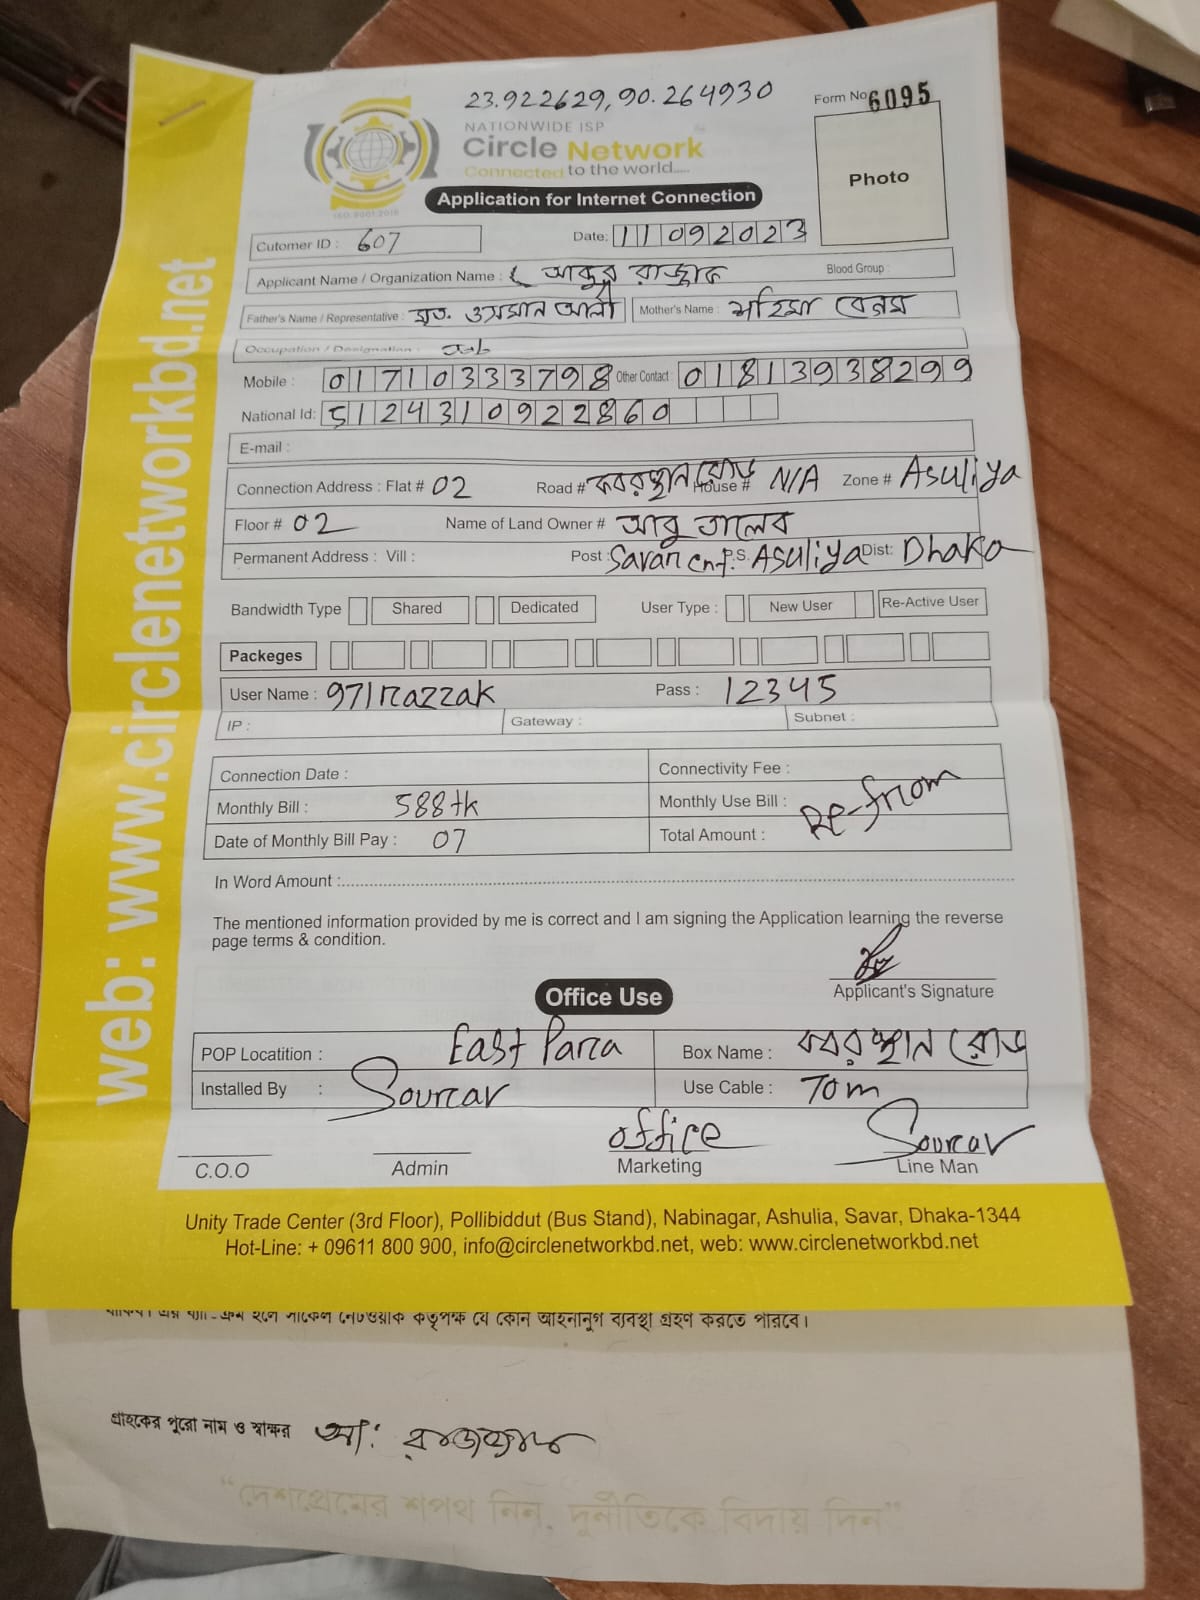 23.922629, 90.264930
Form No 6095
NATIONWIDE ISP
Circle Network
Connected to the world.....
ISO 9001:2015
Photo
Application for Internet Connection
Cutomer ID : 607 Date: 11092023
Applicant Name / Organization Name : আব্দুর রাজ্জাক Blood Group :
Father's Name / Representative : মৃত. ওসমান আলী Mother's Name : মহিমা বেগম
Occupation / Designation : Job
Mobile : 01710333798 Other Contact : 01813938299
National Id: 5124310922860
E-mail :
Connection Address : Flat # 02 Road # কবরস্থান রোড House # N/A Zone # Asuliya
Floor # 02 Name of Land Owner # আবু তালেব
Permanent Address : Vill : Post : Savar cnt P.S. Asuliya Dist: Dhaka
Bandwidth Type Shared Dedicated User Type : New User Re-Active User
Packeges
User Name : 971razzak Pass : 12345
IP : Gateway : Subnet :
Connection Date : Connectivity Fee :
Monthly Bill : 588tk Monthly Use Bill : Re-from
Date of Monthly Bill Pay : 07 Total Amount :
In Word Amount :
The mentioned information provided by me is correct and I am signing the Application learning the reverse
page terms & condition.
Applicant's Signature
Office Use
POP Locatition : East Para Box Name : কবরস্থান রোড
Installed By : Sourav Use Cable : 70m
office Sourav
C.O.O Admin Marketing Line Man
Unity Trade Center (3rd Floor), Pollibiddut (Bus Stand), Nabinagar, Ashulia, Savar, Dhaka-1344
Hot-Line: + 09611 800 900, info@circlenetworkbd.net, web: www.circlenetworkbd.net
web: www.circlenetworkbd.net
হলে সার্কেল নেটওয়ার্ক কর্তৃপক্ষ যে কোন আইনানুগ ব্যবস্থা গ্রহণ করতে পারবে।
গ্রাহকের পুরো নাম ও স্বাক্ষর আ: রাজ্জাক
“দেশপ্রেমের শপথ নিন, দুর্নীতিকে বিদায় দিন”